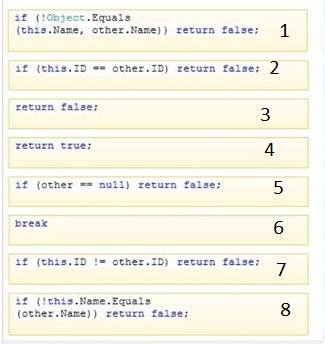 if (!Object.Equals
(this.Name, other.Name)) return false; 1
if (this.ID == other.ID) return false; 2
return false; 3
return true; 4
if (other == null) return false; 5
break 6
if (this.ID != other.ID) return false; 7
if (!this.Name.Equals
(other.Name)) return false; 8